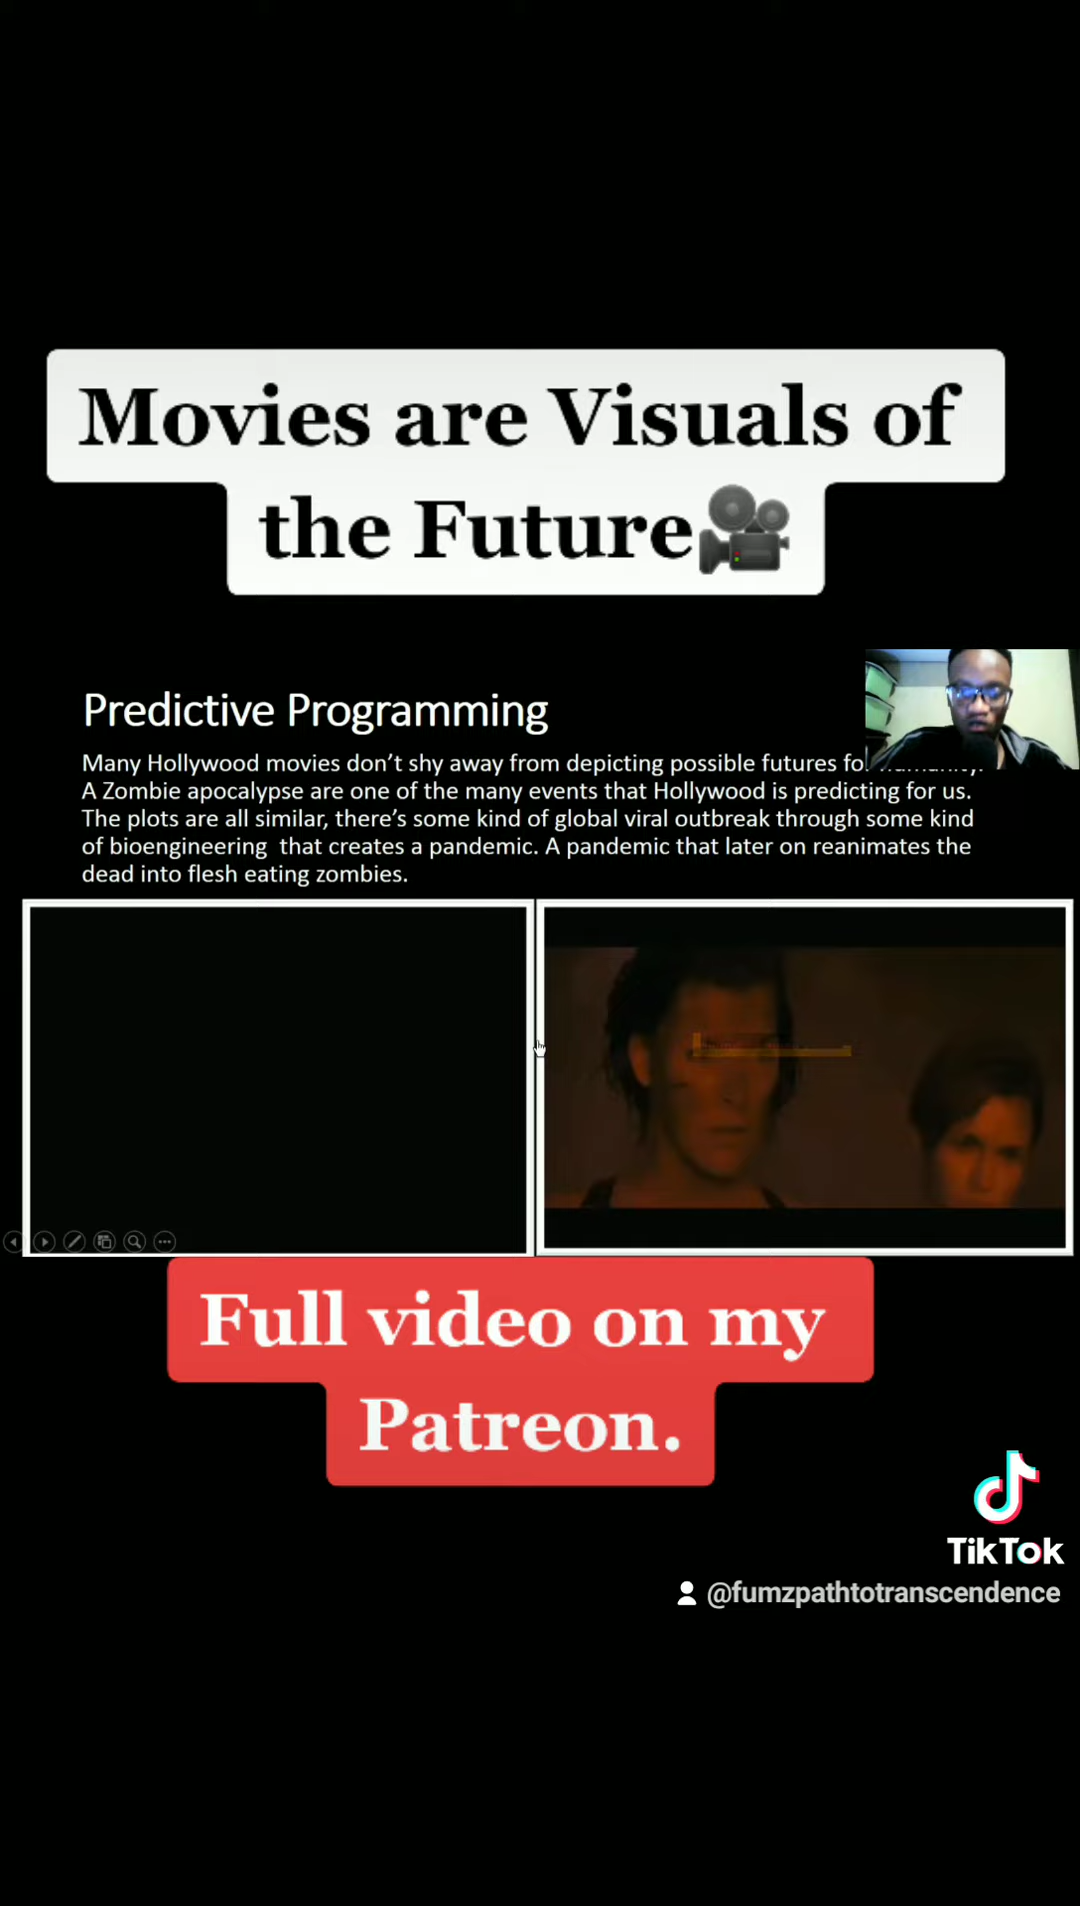 Movies are Visuals of
the Future
Predictive Programming
Many Hollywood movies don't shy away from depicting possible futures for
A Zombie apocalypse are one of the many events that Hollywood is predicting for us.
The plots are all similar, there's some kind of global viral outbreak through some kind
of bioengineering that creates a pandemic. A pandemic that later on reanimates the
dead into flesh eating zombies.
Full video on my
Patreon.
TikTok
@fumzpathtotranscendence